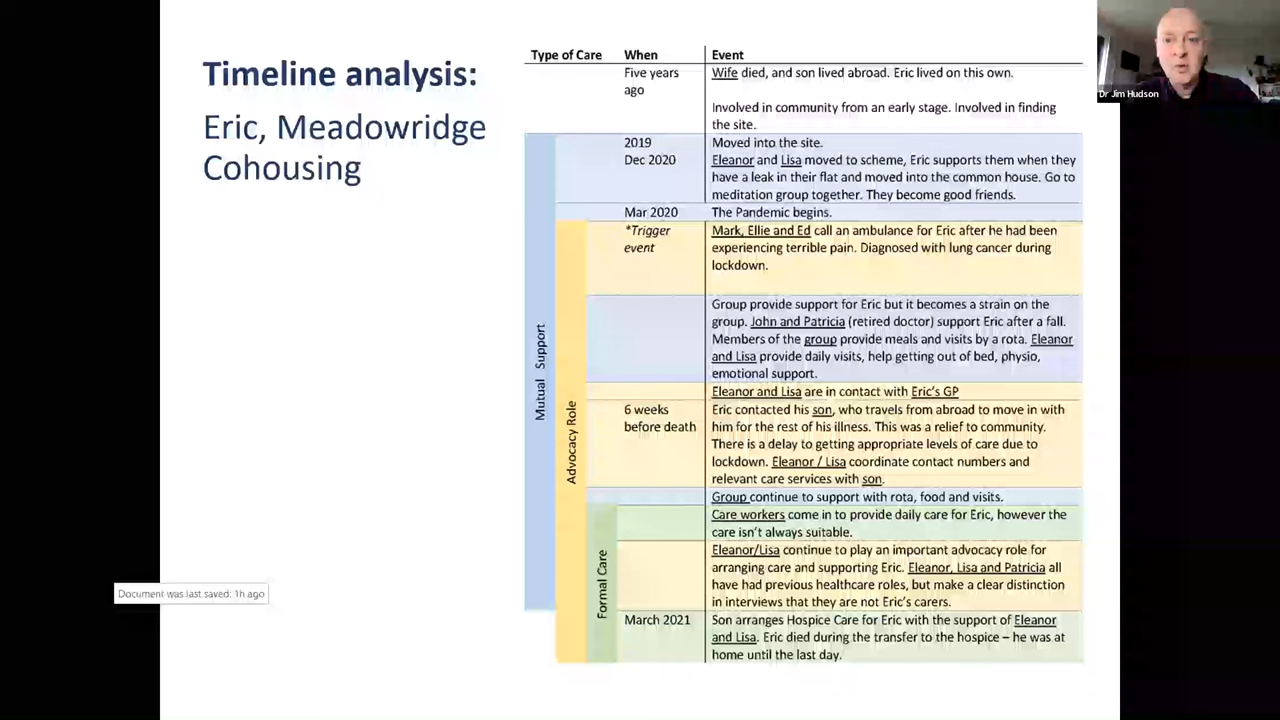 Timeline analysis:
Eric, Meadowridge
Cohousing
Type of Care When Event
Five years
ago
Wife died, and son lived abroad. Eric lived on this own.
Involved in community from an early stage. Involved in finding
the site.
2019 Moved into the site.
Dec 2020 Eleanor and Lisa moved to scheme, Eric supports them when they
have a leak in their flat and moved into the common house. Go to
meditation group together. They become good friends.
Mar 2020 The Pandemic begins.
*Trigger
event
Mark, Ellie and Ed call an ambulance for Eric after he had been
experiencing terrible pain. Diagnosed with lung cancer during
lockdown.
Group provide support for Eric but it becomes a strain on the
group. John and Patricia (retired doctor) support Eric after a fall.
Members of the group provide meals and visits by a rota. Eleanor
and Lisa provide daily visits, help getting out of bed, physio,
emotional support.
Eleanor and Lisa are in contact with Eric's GP
6 weeks
before death
Eric contacted his son, who travels from abroad to move in with
him for the rest of his illness. This was a relief to community.
There is a delay to getting appropriate levels of care due to
lockdown. Eleanor / Lisa coordinate contact numbers and
relevant care services with son.
Group continue to support with rota, food and visits.
Care workers come in to provide daily care for Eric, however the
care isn't always suitable.
Eleanor/Lisa continue to play an important advocacy role for
arranging care and supporting Eric. Eleanor, Lisa and Patricia all
have had previous healthcare roles, but make a clear distinction
in interviews that they are not Eric's carers.
March 2021 Son arranges Hospice Care for Eric with the support of Eleanor
and Lisa. Eric died during the transfer to the hospice – he was at
home until the last day.
Mutual Support
Advocacy Role
Formal Care
Document was last saved: 1h ago
Dr Jim Hudson